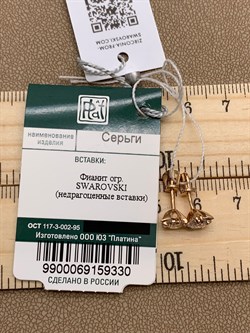 ZIRCONIA FROM
SWAROVSKI.COM
наименование
изделия
Серьги
ВСТАВКИ:
Фианит огр.
SWAROVSKI
(недрагоценные вставки)
ОСТ 117-3-002-95
Изготовлено ООО ЮЗ "Платина"
9900069159330
СДЕЛАНО В РОССИИ